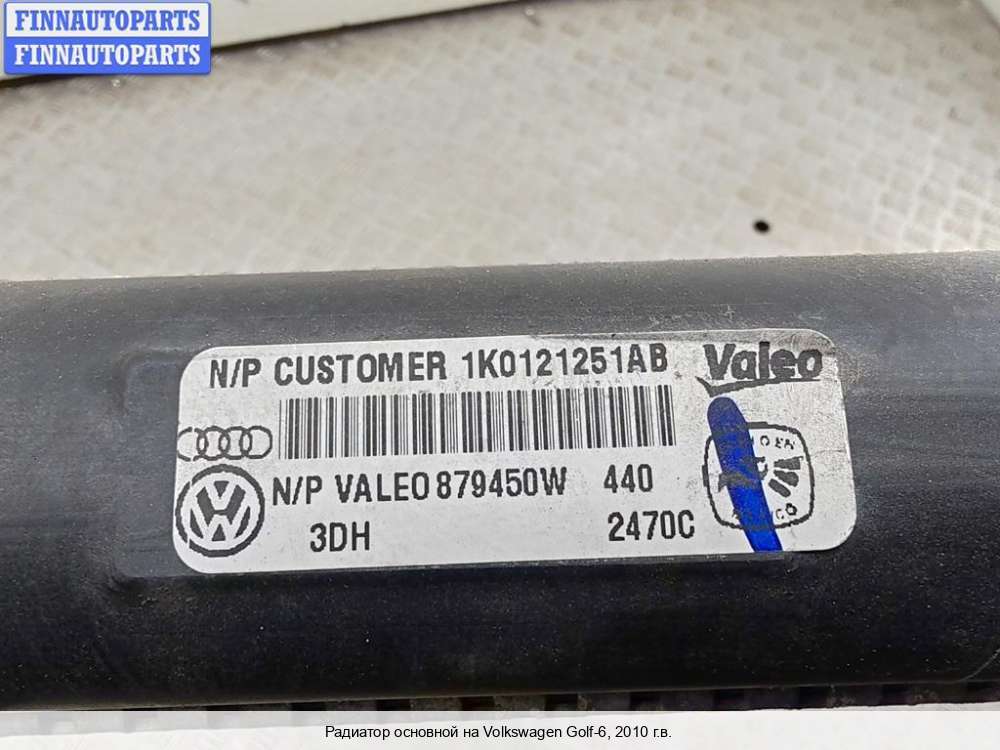 FINNAUTOPARTS
FINNAUTOPARTS
N/P CUSTOMER 1K0121251AB
Valeo
N/P VALEO 879450W 440
3DH 2470C
Радиатор основной на Volkswagen Golf-6, 2010 г.в.